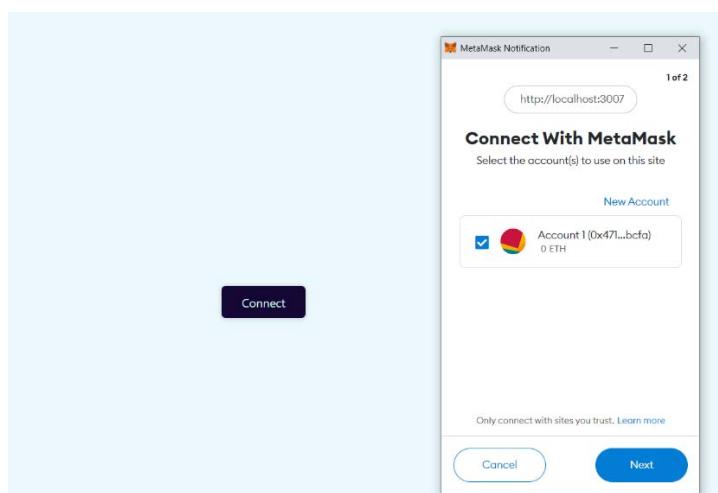 MetaMask Notification
1 of 2
http://localhost:3007
Connect With MetaMask
Select the account(s) to use on this site
New Account
Account 1 (0x471...bcfa)
0 ETH
Connect
Only connect with sites you trust. Learn more
Cancel
Next